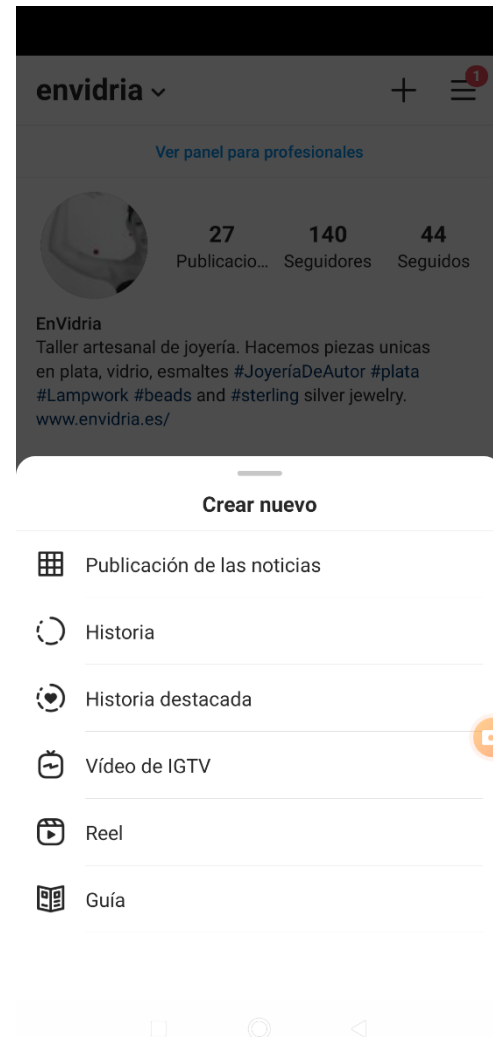 envidria
1
Ver panel para profesionales
27 140 44
Publicacio... Seguidores Seguidos
EnVidria
Taller artesanal de joyería. Hacemos piezas unicas
en plata, vidrio, esmaltes #JoyeríaDeAutor #plata
#Lampwork #beads and #sterling silver jewelry.
www.envidria.es/
Crear nuevo
Publicación de las noticias
Historia
Historia destacada
Vídeo de IGTV
Reel
Guía